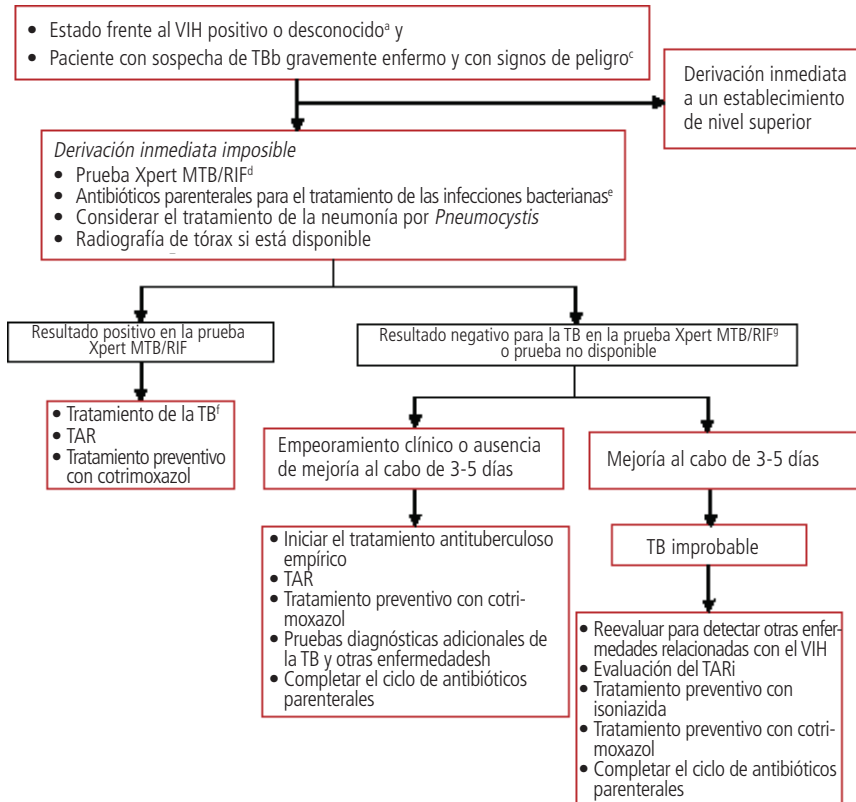 • Estado frente al VIH positivo o desconocidoᵃ y
• Paciente con sospecha de TBb gravemente enfermo y con signos de peligroᶜ
Derivación inmediata
a un establecimiento
de nivel superior
Derivación inmediata imposible
• Prueba Xpert MTB/RIFᵈ
• Antibióticos parenterales para el tratamiento de las infecciones bacterianasᵉ
• Considerar el tratamiento de la neumonía por Pneumocystis
• Radiografía de tórax si está disponible
Resultado positivo en la prueba
Xpert MTB/RIF
Resultado negativo para la TB en la prueba Xpert MTB/RIFᵍ
o prueba no disponible
• Tratamiento de la TBᶠ
• TAR
• Tratamiento preventivo
con cotrimoxazol
Empeoramiento clínico o ausencia
de mejoría al cabo de 3-5 días
Mejoría al cabo de 3-5 días
• Iniciar el tratamiento antituberculoso
empírico
• TAR
• Tratamiento preventivo con cotri-
moxazol
• Pruebas diagnósticas adicionales de
la TB y otras enfermedadesh
• Completar el ciclo de antibióticos
parenterales
TB improbable
• Reevaluar para detectar otras enfer-
medades relacionadas con el VIH
• Evaluación del TARi
• Tratamiento preventivo con
isoniazida
• Tratamiento preventivo con cotri-
moxazol
• Completar el ciclo de antibióticos
parenterales